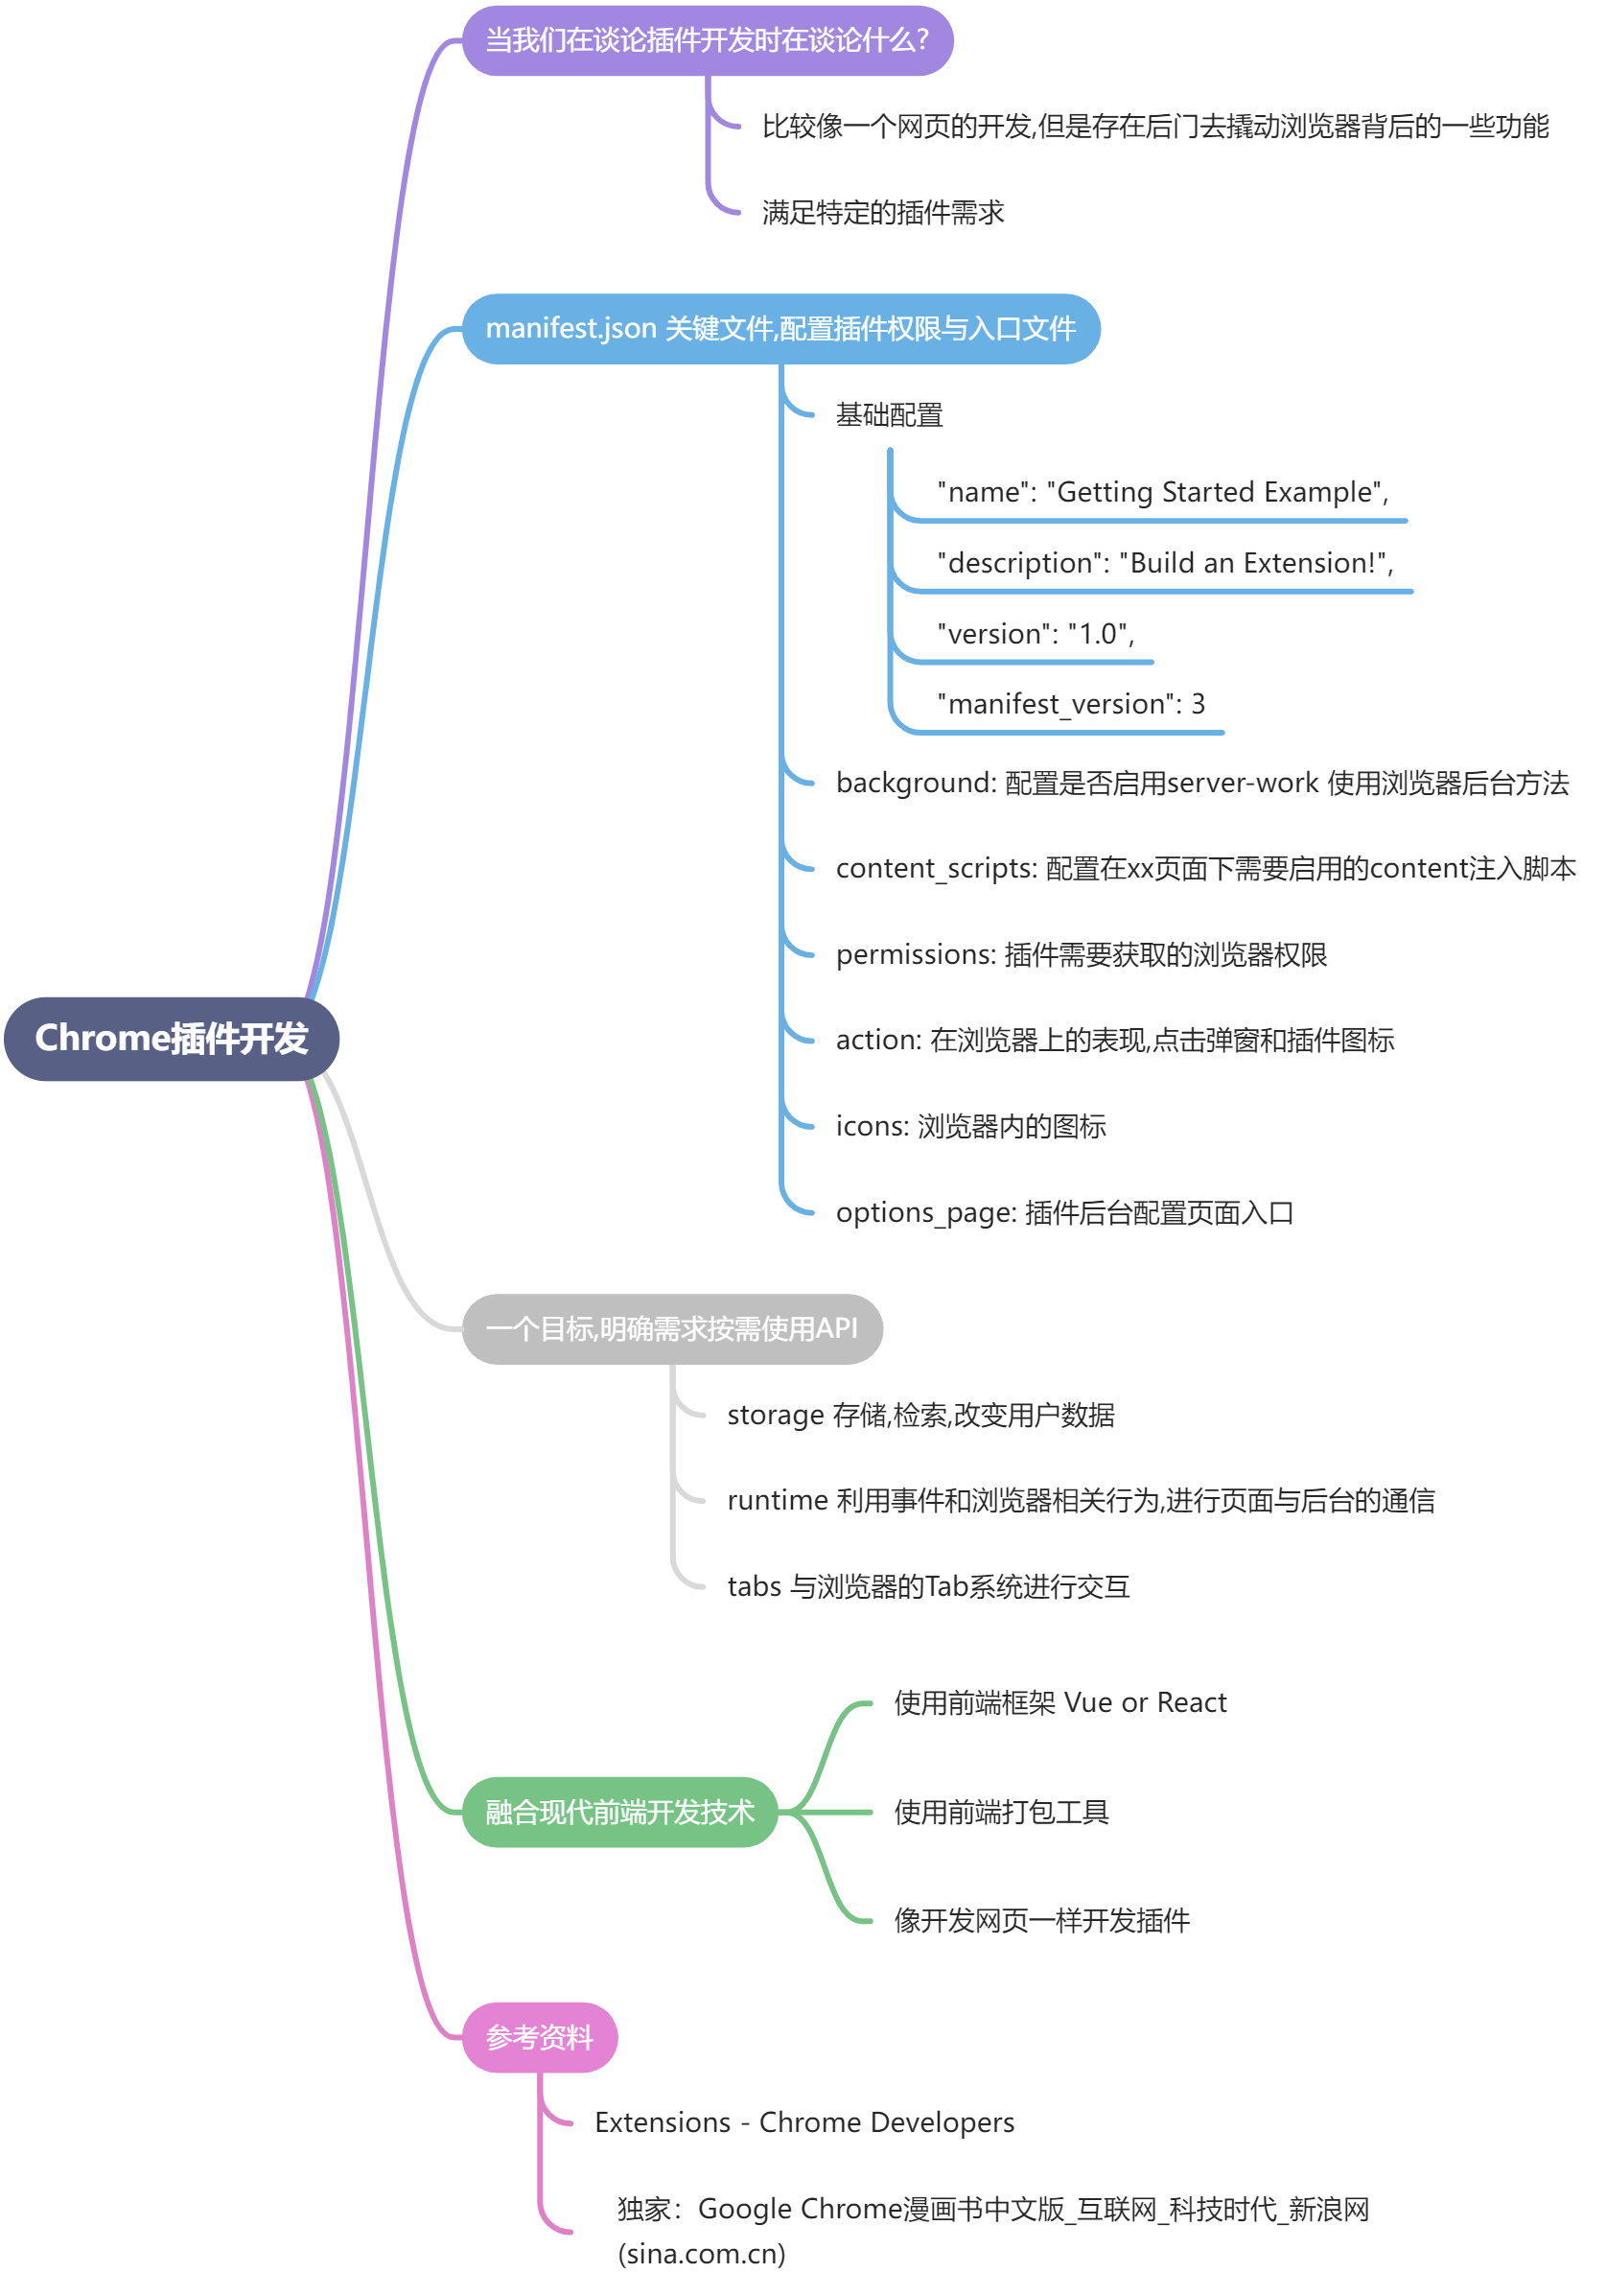 当我们在谈论插件开发时在谈论什么?
比较像一个网页的开发,但是存在后门去撬动浏览器背后的一些功能
满足特定的插件需求
manifest.json 关键文件,配置插件权限与入口文件
基础配置
"name": "Getting Started Example",
"description": "Build an Extension!",
"version": "1.0",
"manifest_version": 3
background: 配置是否启用server-work 使用浏览器后台方法
content_scripts: 配置在xx页面下需要启用的content注入脚本
permissions: 插件需要获取的浏览器权限
action: 在浏览器上的表现,点击弹窗和插件图标
icons: 浏览器内的图标
options_page: 插件后台配置页面入口
Chrome插件开发
一个目标,明确需求按需使用API
storage 存储,检索,改变用户数据
runtime 利用事件和浏览器相关行为,进行页面与后台的通信
tabs 与浏览器的Tab系统进行交互
使用前端框架 Vue or React
融合现代前端开发技术
使用前端打包工具
像开发网页一样开发插件
参考资料
Extensions - Chrome Developers
独家：Google Chrome漫画书中文版_互联网_科技时代_新浪网
(sina.com.cn)